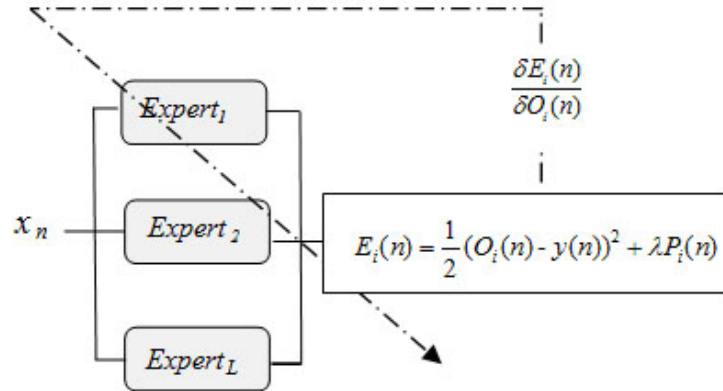 δE_i(n)
δO_i(n)
Expert_1
x_n
Expert_2
E_i(n) = 1/2 (O_i(n) - y(n))^2 + λP_i(n)
Expert_L